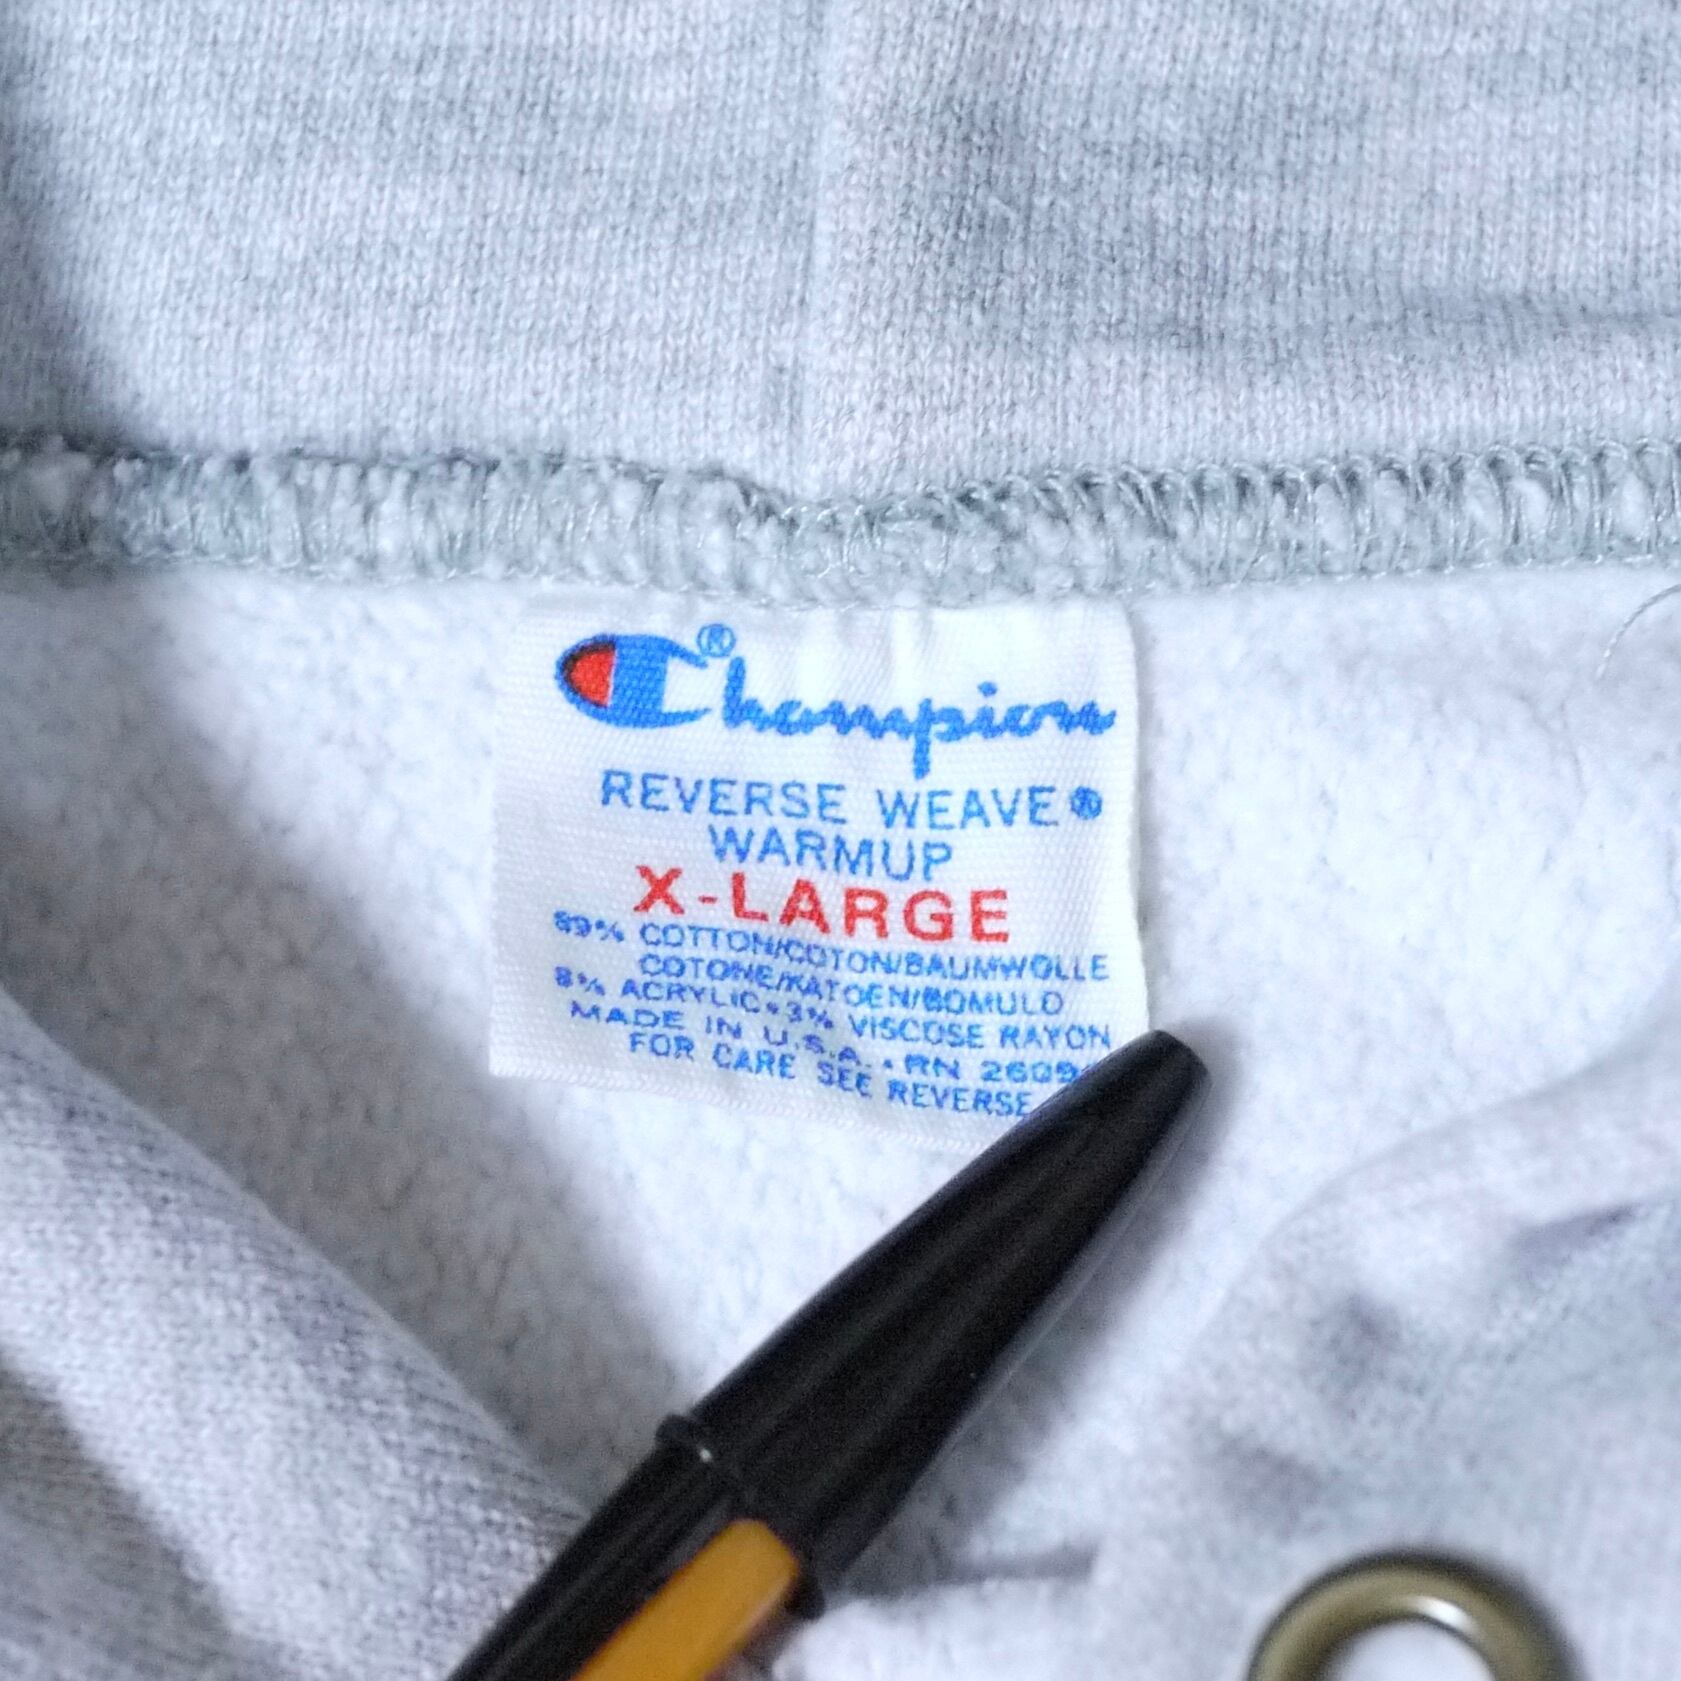 Champion®
REVERSE WEAVE®
WARMUP
X-LARGE
89% COTTON/COTON/BAUMWOLLE
COTONE/KATOEN/BOMULD
8% ACRYLIC•3% VISCOSE RAYON
MADE IN U.S.A.•RN 26094
FOR CARE SEE REVERSE